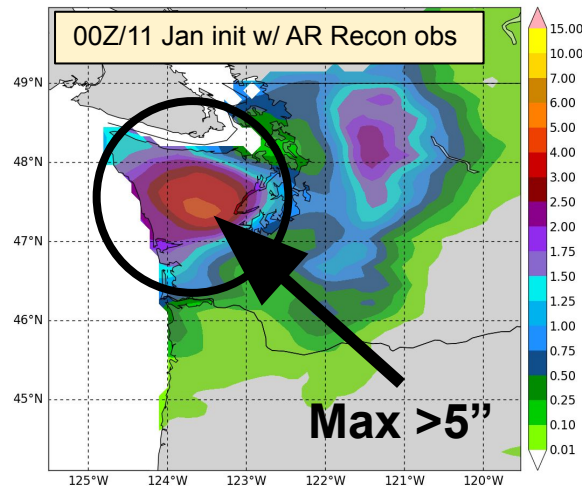 00Z/11 Jan init w/ AR Recon obs
49°N
48°N
47°N
46°N
45°N
125°W
124°W
123°W
122°W
121°W
120°W
Max >5”
15.00
10.00
7.00
6.00
5.00
4.00
3.00
2.50
2.00
1.75
1.50
1.25
1.00
0.75
0.50
0.25
0.10
0.01